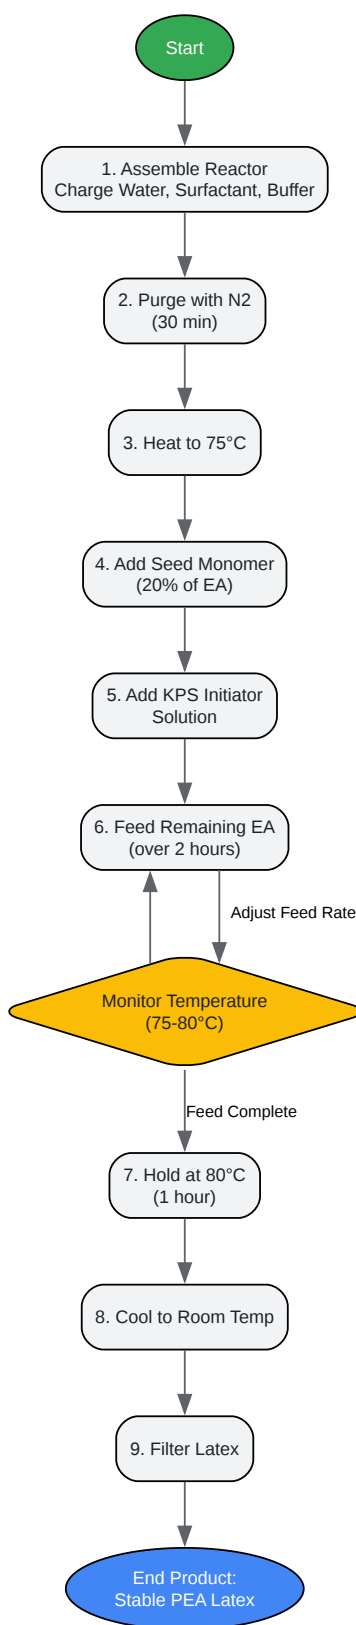 Start
1. Assemble Reactor
Charge Water, Surfactant, Buffer
2. Purge with N2
(30 min)
3. Heat to 75°C
4. Add Seed Monomer
(20% of EA)
5. Add KPS Initiator
Solution
6. Feed Remaining EA
(over 2 hours)
Adjust Feed Rate
Monitor Temperature
(75-80°C)
Feed Complete
7. Hold at 80°C
(1 hour)
8. Cool to Room Temp
9. Filter Latex
End Product:
Stable PEA Latex